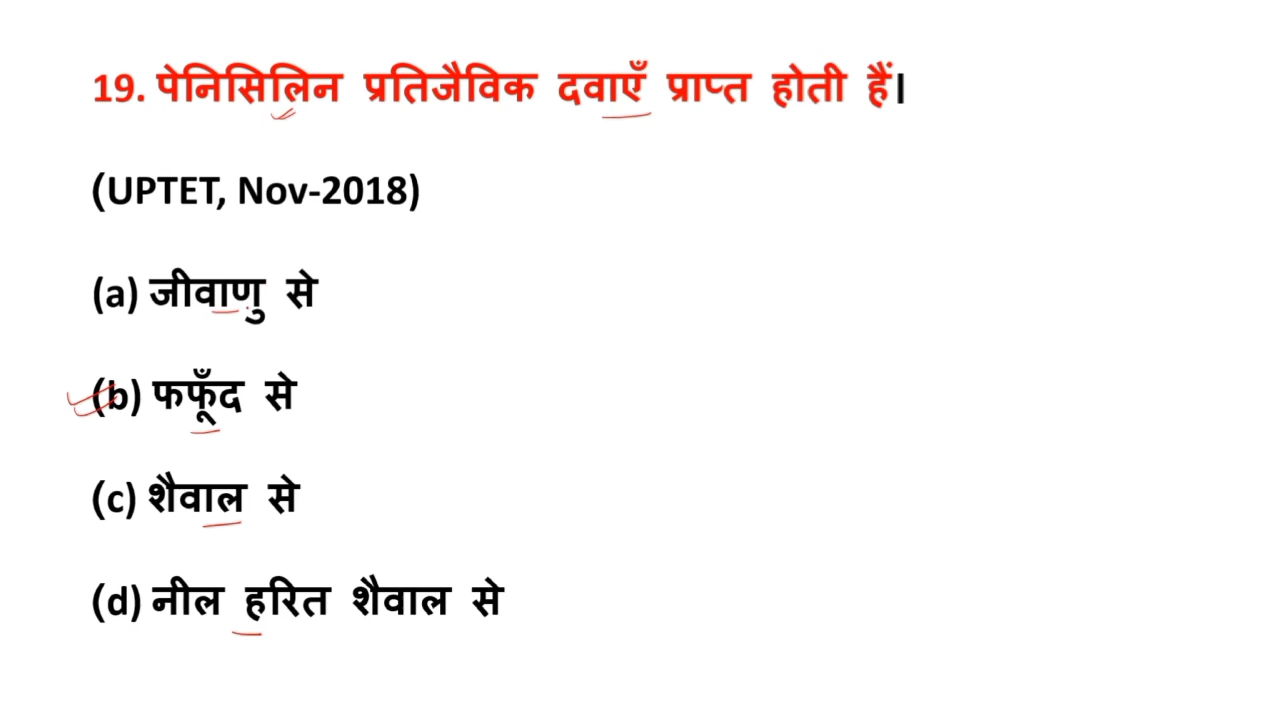 19. पेनिसिलिन प्रतिजैविक दवाएँ प्राप्त होती हैं।
(UPTET, Nov-2018)
(a) जीवाणु से
(b) फफूँद से
(c) शैवाल से
(d) नील हरित शैवाल से